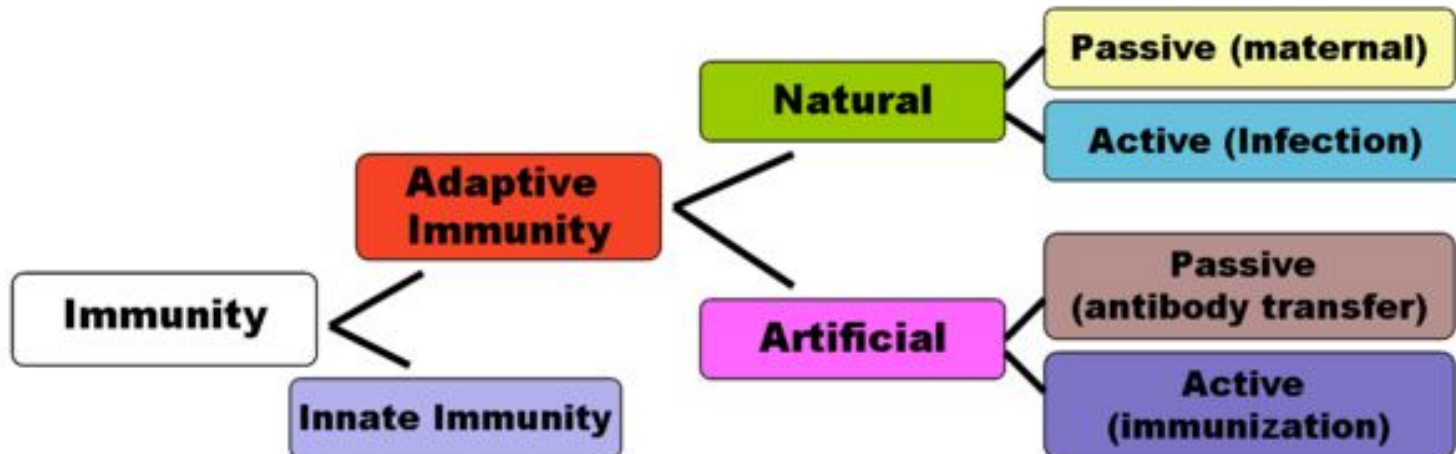 Immunity
Adaptive
Immunity
Innate Immunity
Natural
Artificial
Passive (maternal)
Active (Infection)
Passive
(antibody transfer)
Active
(immunization)